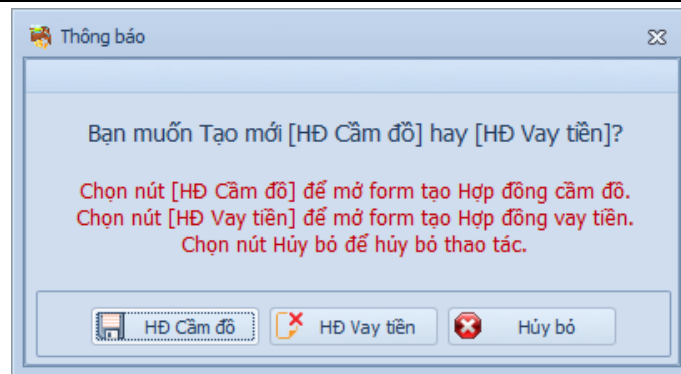 Thông báo
Bạn muốn Tạo mới [HĐ Cầm đồ] hay [HĐ Vay tiền]?
Chọn nút [HĐ Cầm đồ] để mở form tạo Hợp đồng cầm đồ.
Chọn nút [HĐ Vay tiền] để mở form tạo Hợp đồng vay tiền.
Chọn nút Hủy bỏ để hủy bỏ thao tác.
HĐ Cầm đồ
HĐ Vay tiền
Hủy bỏ